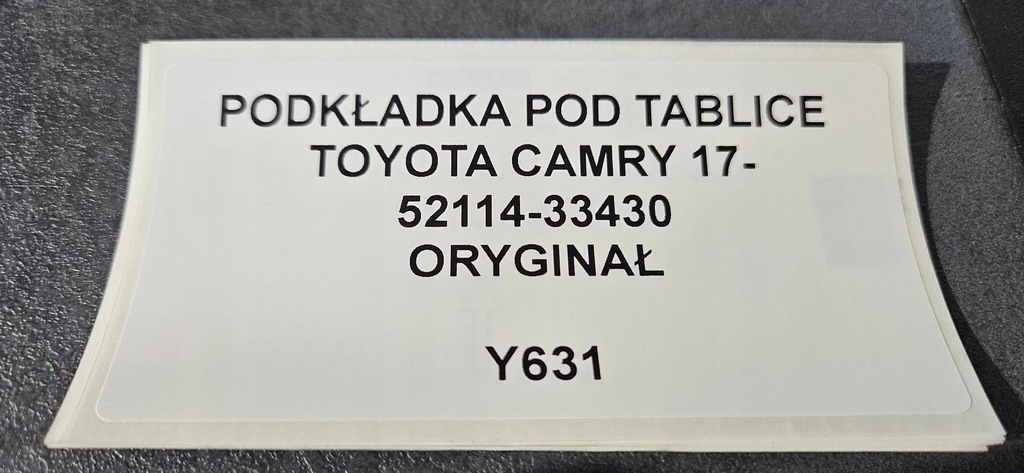 PODKŁADKA POD TABLICE
TOYOTA CAMRY 17-
52114-33430
ORYGINAŁ
Y631